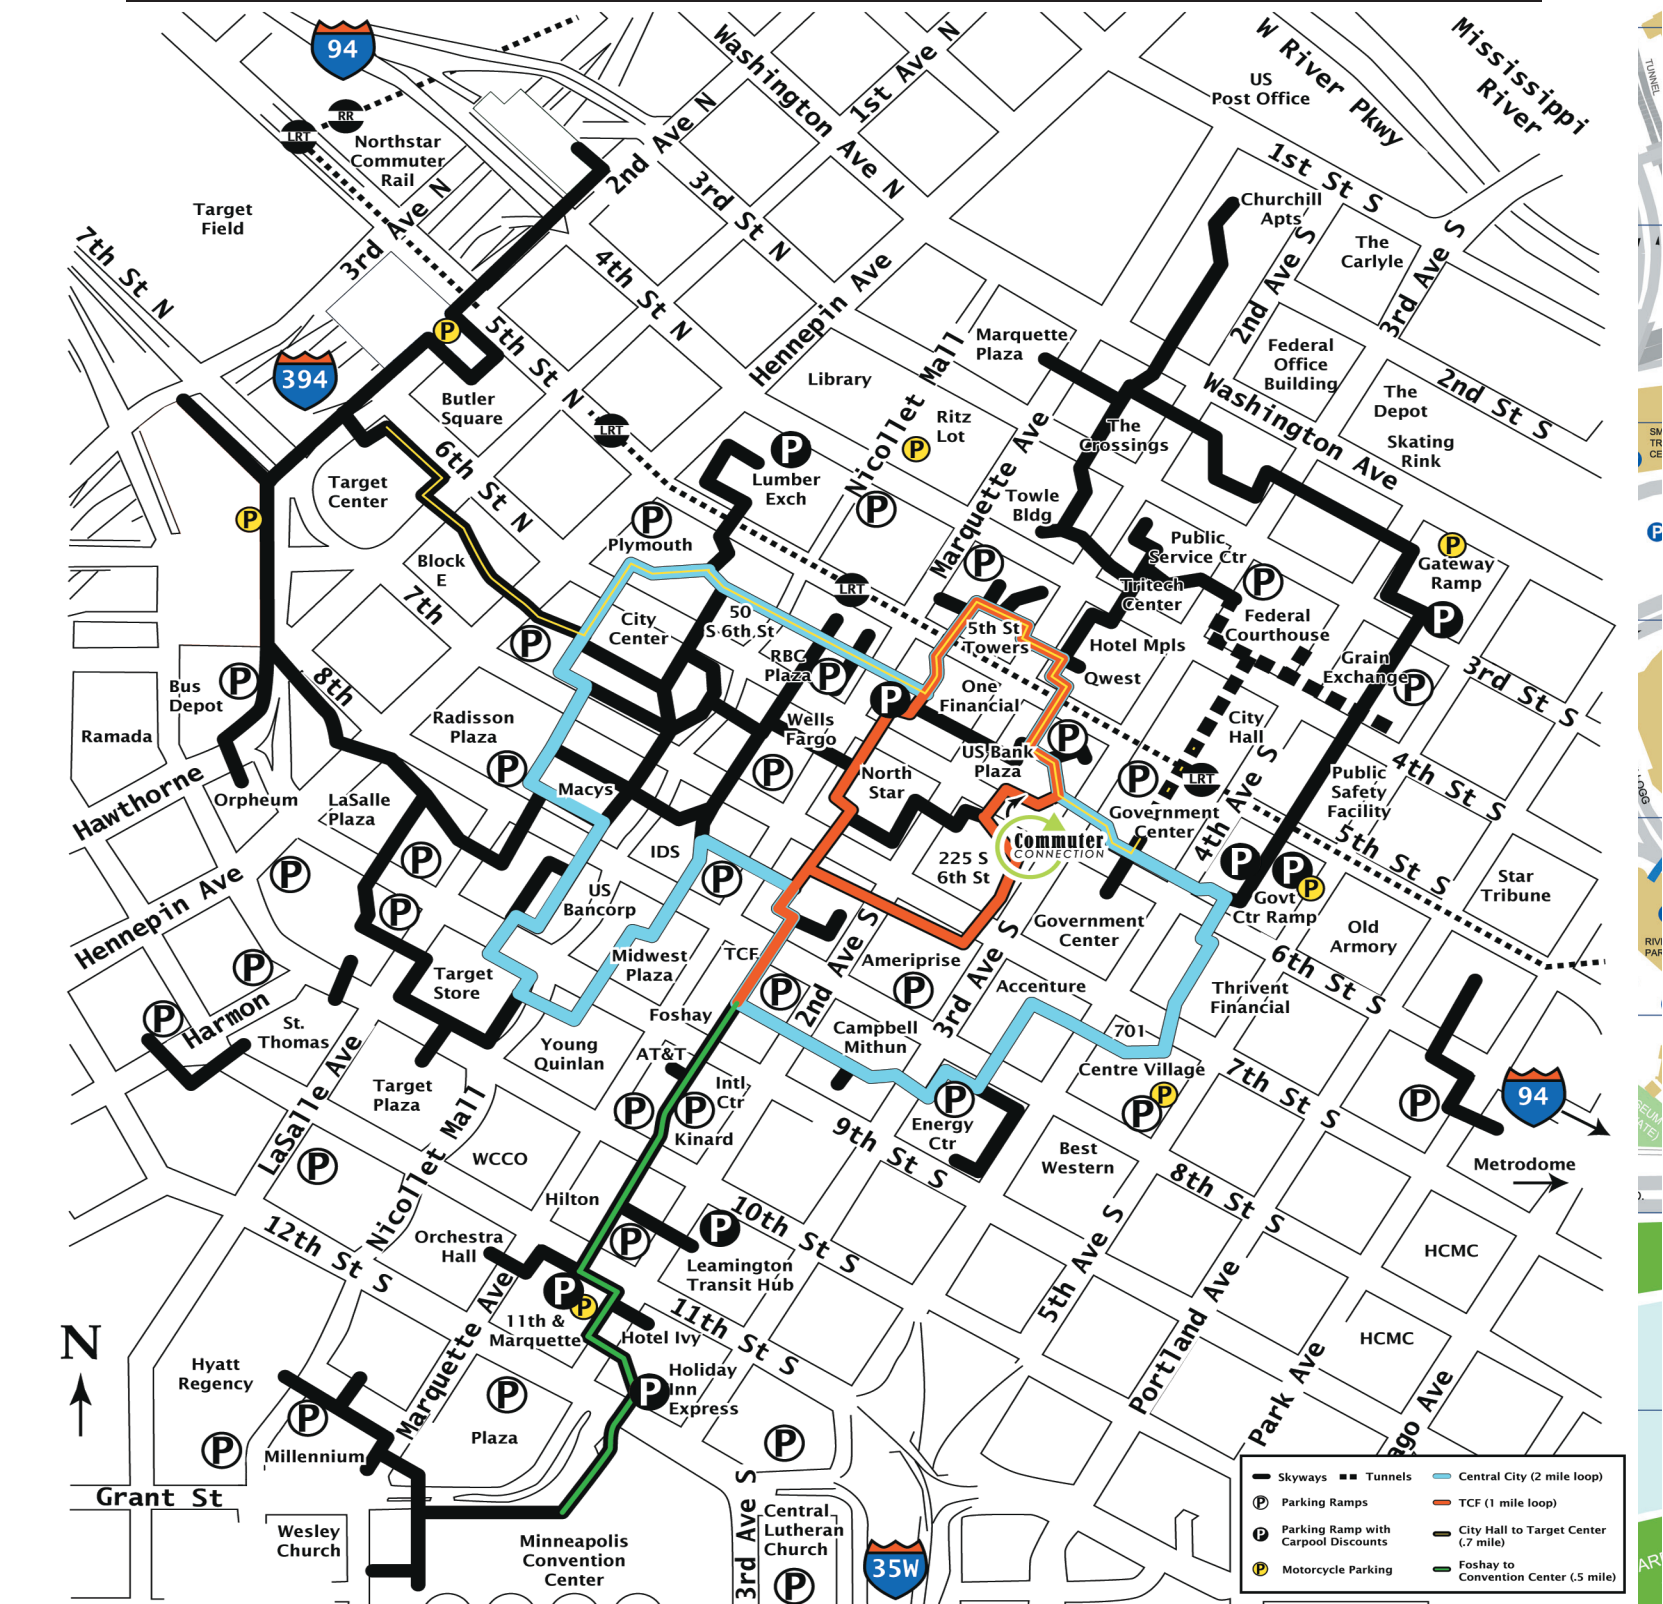 94
Washington Ave N
1st Ave N
W River Pkwy
Mississippi
River
US
Post Office
TUNNEL
RR
LRT
Northstar
Commuter
Rail
2nd Ave N
3rd St N
1st St S
Churchill
Apts
Target
Field
3rd Ave N
7th St N
4th St N
Hennepin Ave
2nd Ave S
The
Carlyle
3rd Ave S
P
5th St N
394
Butler
Square
Library
Nicollet Mall
Marquette
Plaza
Federal
Office
Building
Washington Ave
The
Depot
2nd St S
Skating
Rink
LRT
Ritz
Lot
P
Marquette Ave
The
Crossings
6th St N
Target
Center
P
Lumber
Exch
P
Towle
Bldg
P
P
Plymouth
Public
Service Ctr
P
Gateway
Ramp
Block
E
7th
LRT
P
Tritech
Center
P
P
City
Center
50
S 6th St
5th St
Towers
Federal
Courthouse
Hotel Mpls
P
RBC
Plaza
P
Qwest
Grain
Exchange
P
3rd St S
8th
P
Bus
Depot
P
One
Financial
Radisson
Plaza
Wells
Fargo
City
Hall
Ramada
US Bank
Plaza
P
P
P
North
Star
P
LRT
4th Ave S
Public
Safety
Facility
4th St S
Hawthorne
Orpheum
LaSalle
Plaza
Macys
Government
Center
5th St S
Commuter
CONNECTION
IDS
225 S
6th St
P
P
P
P
P
P
Govt
Ctr Ramp
Star
Tribune
Hennepin Ave
US
Bancorp
P
Government
Center
Old
Armory
P
Midwest
Plaza
TCF
2nd Ave S
Ameriprise
3rd Ave S
6th St S
Target
Store
P
P
Accenture
Thrivent
Financial
P
Harmon
St.
Thomas
Foshay
Campbell
Mithun
701
Young
Quinlan
AT&T
Centre Village
7th St S
LaSalle Ave
Target
Plaza
Intl
Ctr
P
P
P
P
P
P
94
Nicollet Mall
Kinard
Energy
Ctr
9th St S
WCCO
Best
Western
Metrodome
P
8th St S
Hilton
10th St S
5th Ave S
12th St S
Orchestra
Hall
P
P
Leamington
Transit Hub
HCMC
P
P
11th &
Marquette
Hotel Ivy
11th St S
Portland Ave
HCMC
N
Hyatt
Regency
Marquette Ave
P
P
Holiday
Inn
Express
Park Ave
ago Ave
P
Plaza
P
P
Millennium
Grant St
3rd Ave S
Central
Lutheran
Church
P
Wesley
Church
Minneapolis
Convention
Center
35W
Skyways
Tunnels
Central City (2 mile loop)
P
Parking Ramps
TCF (1 mile loop)
P
Parking Ramp with
Carpool Discounts
City Hall to Target Center
(.7 mile)
P
Motorcycle Parking
Foshay to
Convention Center (.5 mile)